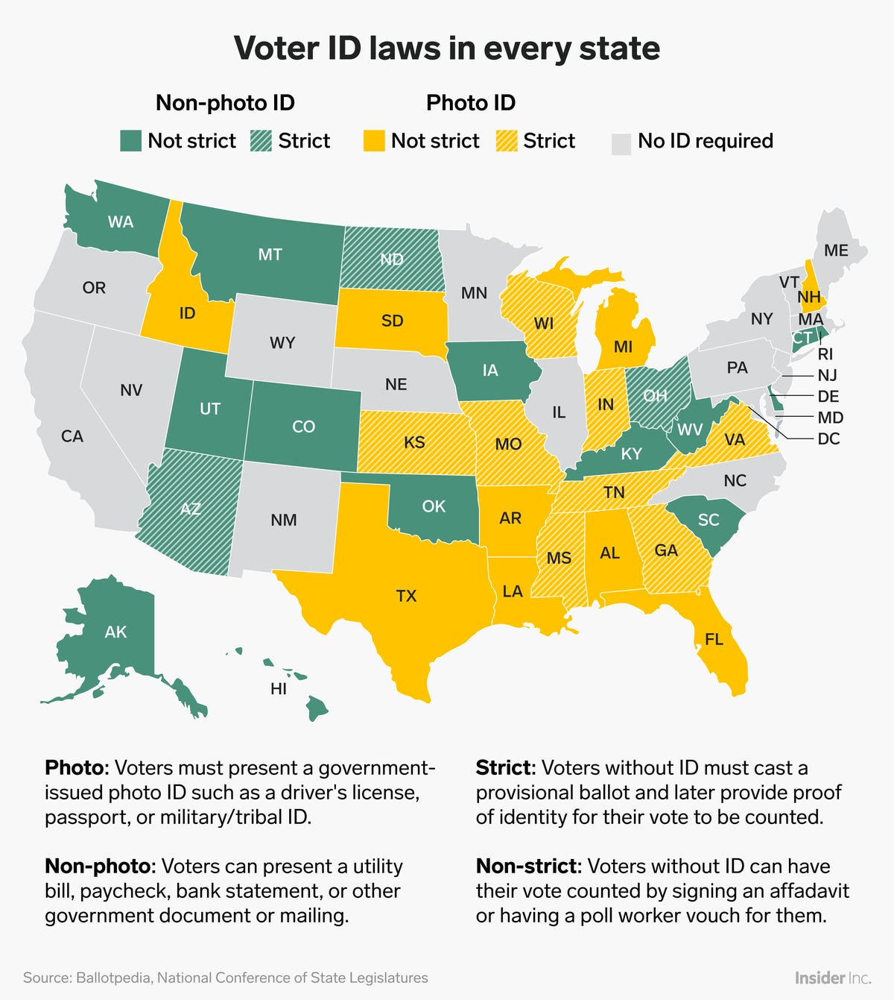 Voter ID laws in every state
Non-photo ID
Photo ID
Not strict
Strict
Not strict
Strict
No ID required
WA
MT
ND
ME
OR
ID
SD
MN
WI
MI
VT
NH
NY
MA
CT
RI
WY
IA
PA
NJ
NV
NE
DE
UT
CO
IL
IN
OH
MD
CA
KS
MO
WV
VA
DC
KY
AZ
NM
OK
TN
NC
AR
SC
MS
AL
GA
TX
LA
FL
AK
HI
Photo: Voters must present a government-
issued photo ID such as a driver's license,
passport, or military/tribal ID.
Strict: Voters without ID must cast a
provisional ballot and later provide proof
of identity for their vote to be counted.
Non-photo: Voters can present a utility
bill, paycheck, bank statement, or other
government document or mailing.
Non-strict: Voters without ID can have
their vote counted by signing an affadavit
or having a poll worker vouch for them.
Source: Ballotpedia, National Conference of State Legislatures
Insider Inc.